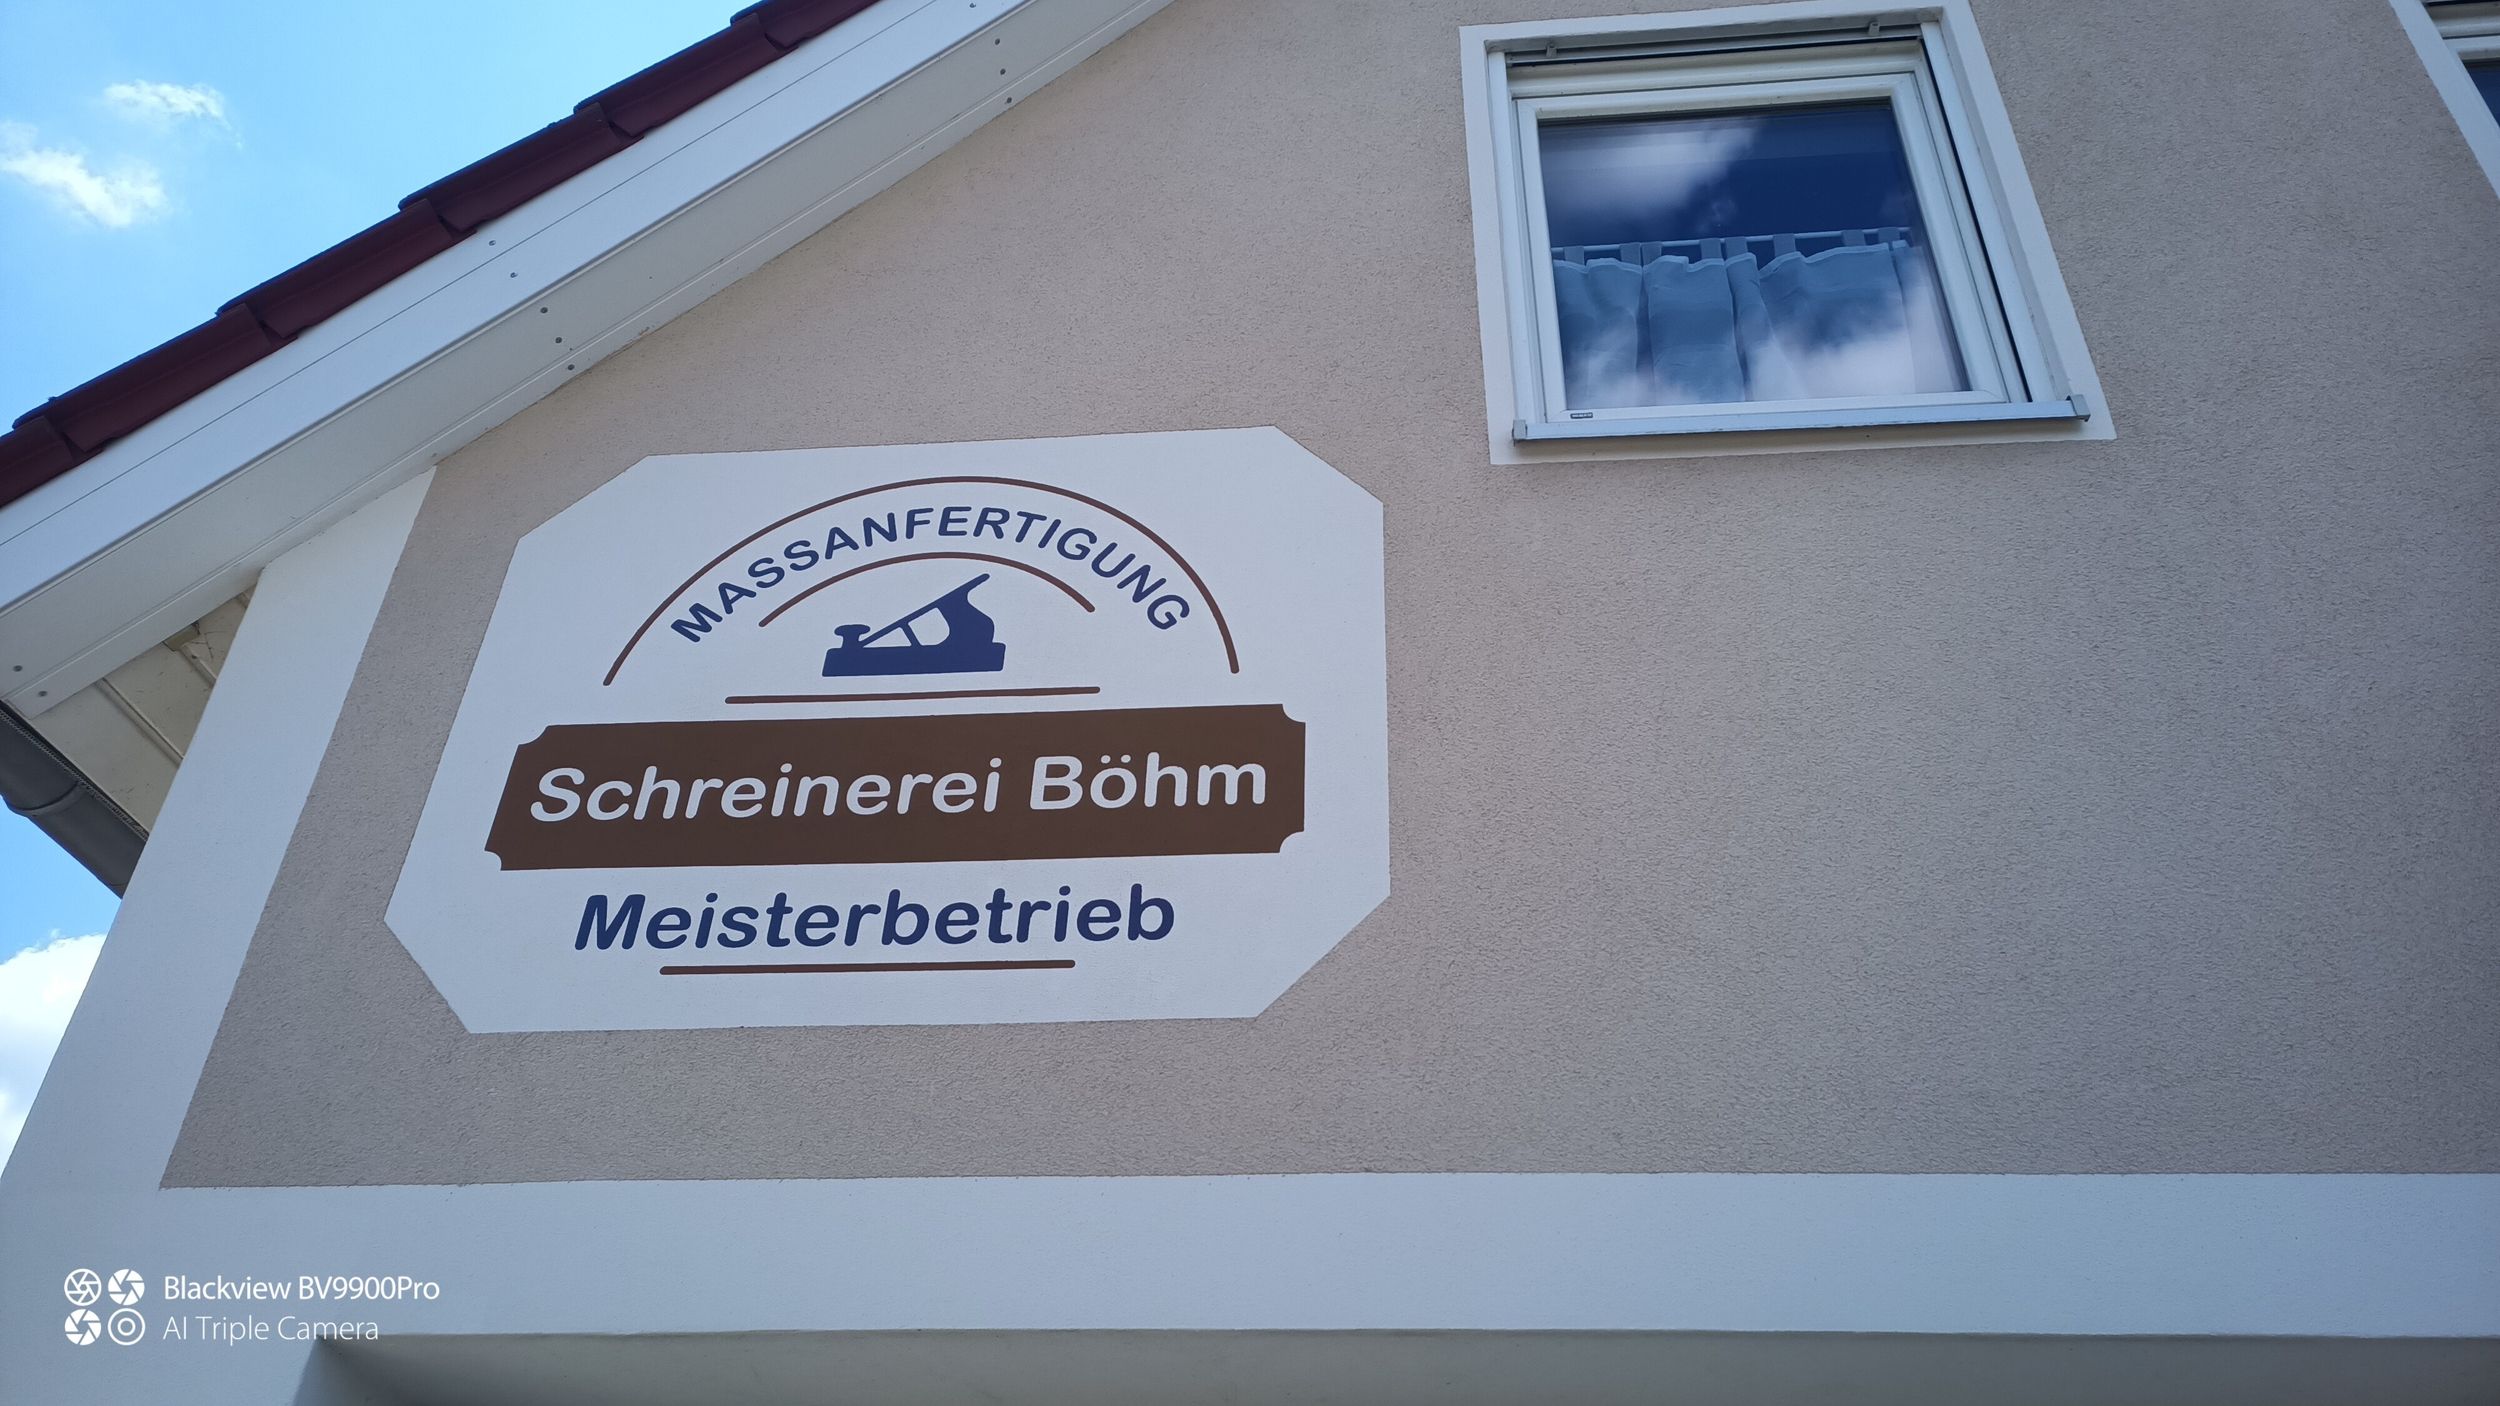 MASSANFERTIGUNG
Schreinerei Böhm
Meisterbetrieb
Blackview BV9900Pro
AI Triple Camera